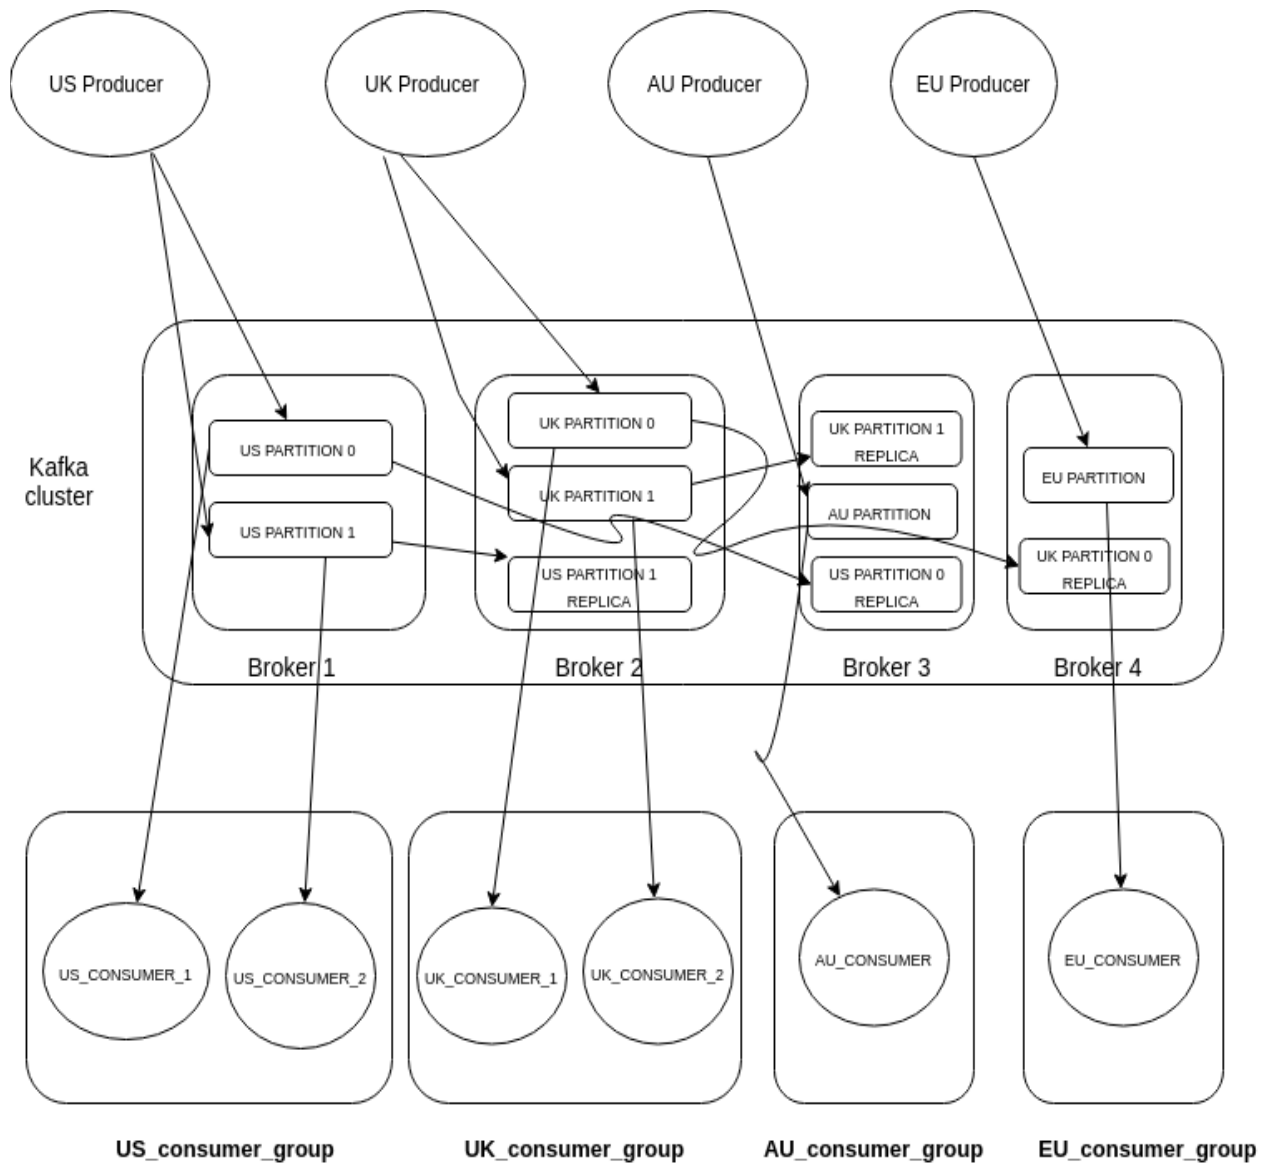 US Producer
UK Producer
AU Producer
EU Producer
Kafka
cluster
US PARTITION 0
US PARTITION 1
Broker 1
UK PARTITION 0
UK PARTITION 1
US PARTITION 1
REPLICA
Broker 2
UK PARTITION 1
REPLICA
AU PARTITION
US PARTITION 0
REPLICA
Broker 3
EU PARTITION
UK PARTITION 0
REPLICA
Broker 4
US_CONSUMER_1
US_CONSUMER_2
UK_CONSUMER_1
UK_CONSUMER_2
AU_CONSUMER
EU_CONSUMER
US_consumer_group
UK_consumer_group
AU_consumer_group
EU_consumer_group